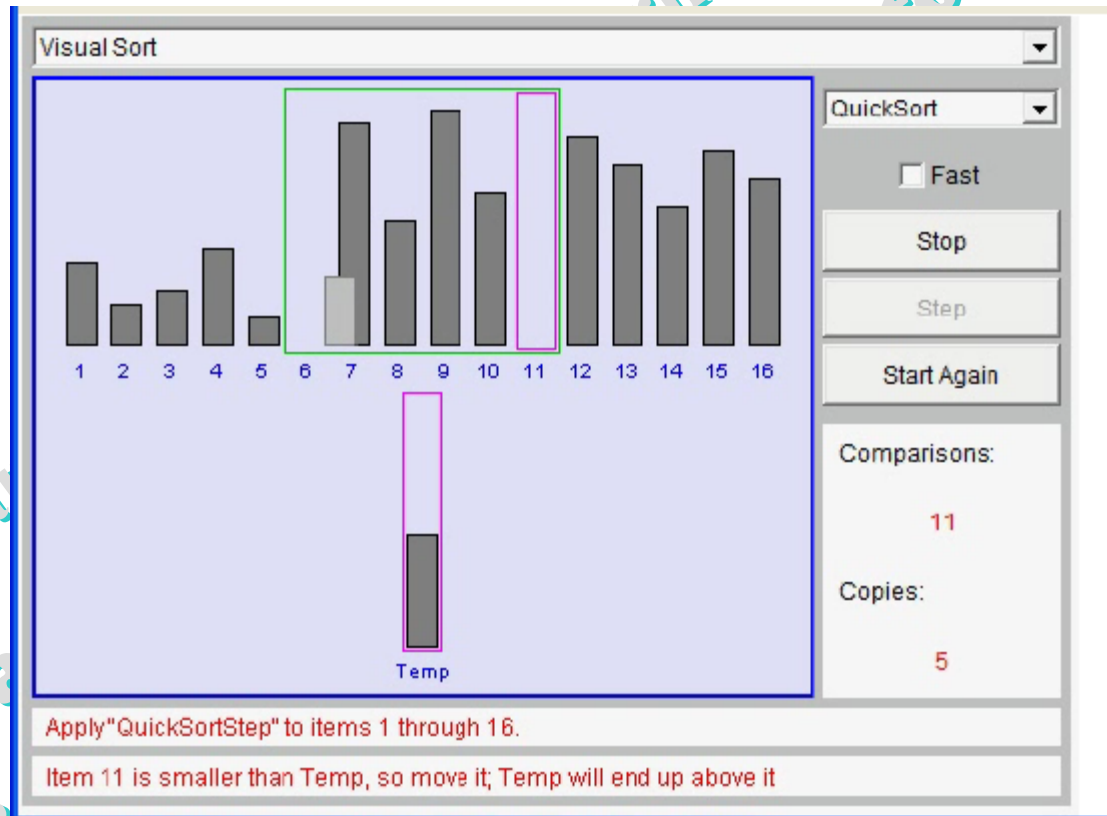 Visual Sort
QuickSort
Fast
Stop
Step
Start Again
1 2 3 4 5 6 7 8 9 10 11 12 13 14 15 16
Temp
Comparisons:
11
Copies:
5
Apply"QuickSortStep" to items 1 through 16.
Item 11 is smaller than Temp, so move it; Temp will end up above it